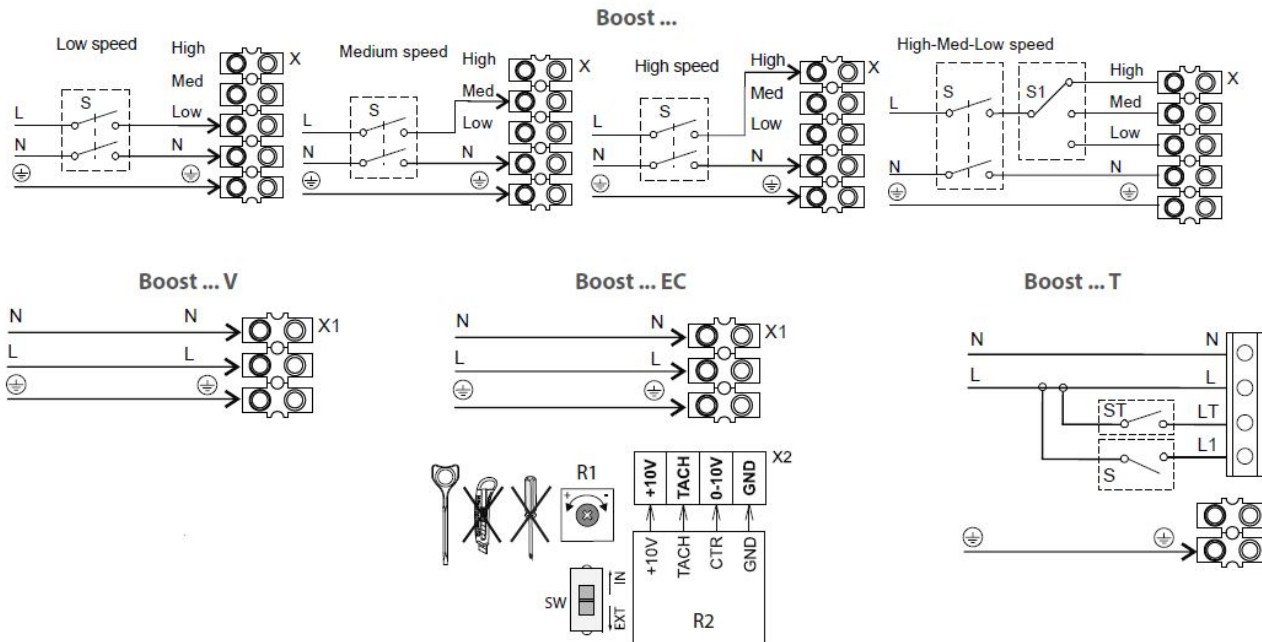 Boost ...
Low speed
High
Med
Low
X
S
L
N
N
Medium speed
High
Med
Low
X
S
L
N
N
High speed
High
Med
Low
X
S
L
N
N
High-Med-Low speed
High
Med
Low
X
S
S1
L
N
N
Boost ... V
N
N
X1
L
L
Boost ... EC
N
N
X1
L
L
R1
+
-
SW
IN
EXT
X2
+10V
TACH
0-10V
GND
+10V
TACH
CTR
GND
R2
Boost ... T
N
N
L
L
ST
LT
L1
S